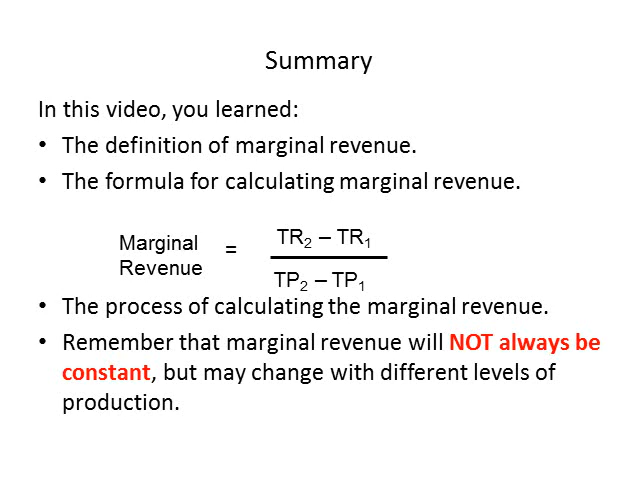 Summary
In this video, you learned:
• The definition of marginal revenue.
• The formula for calculating marginal revenue.
Marginal Revenue = TR₂ – TR₁
TP₂ – TP₁
• The process of calculating the marginal revenue.
• Remember that marginal revenue will NOT always be
constant, but may change with different levels of
production.